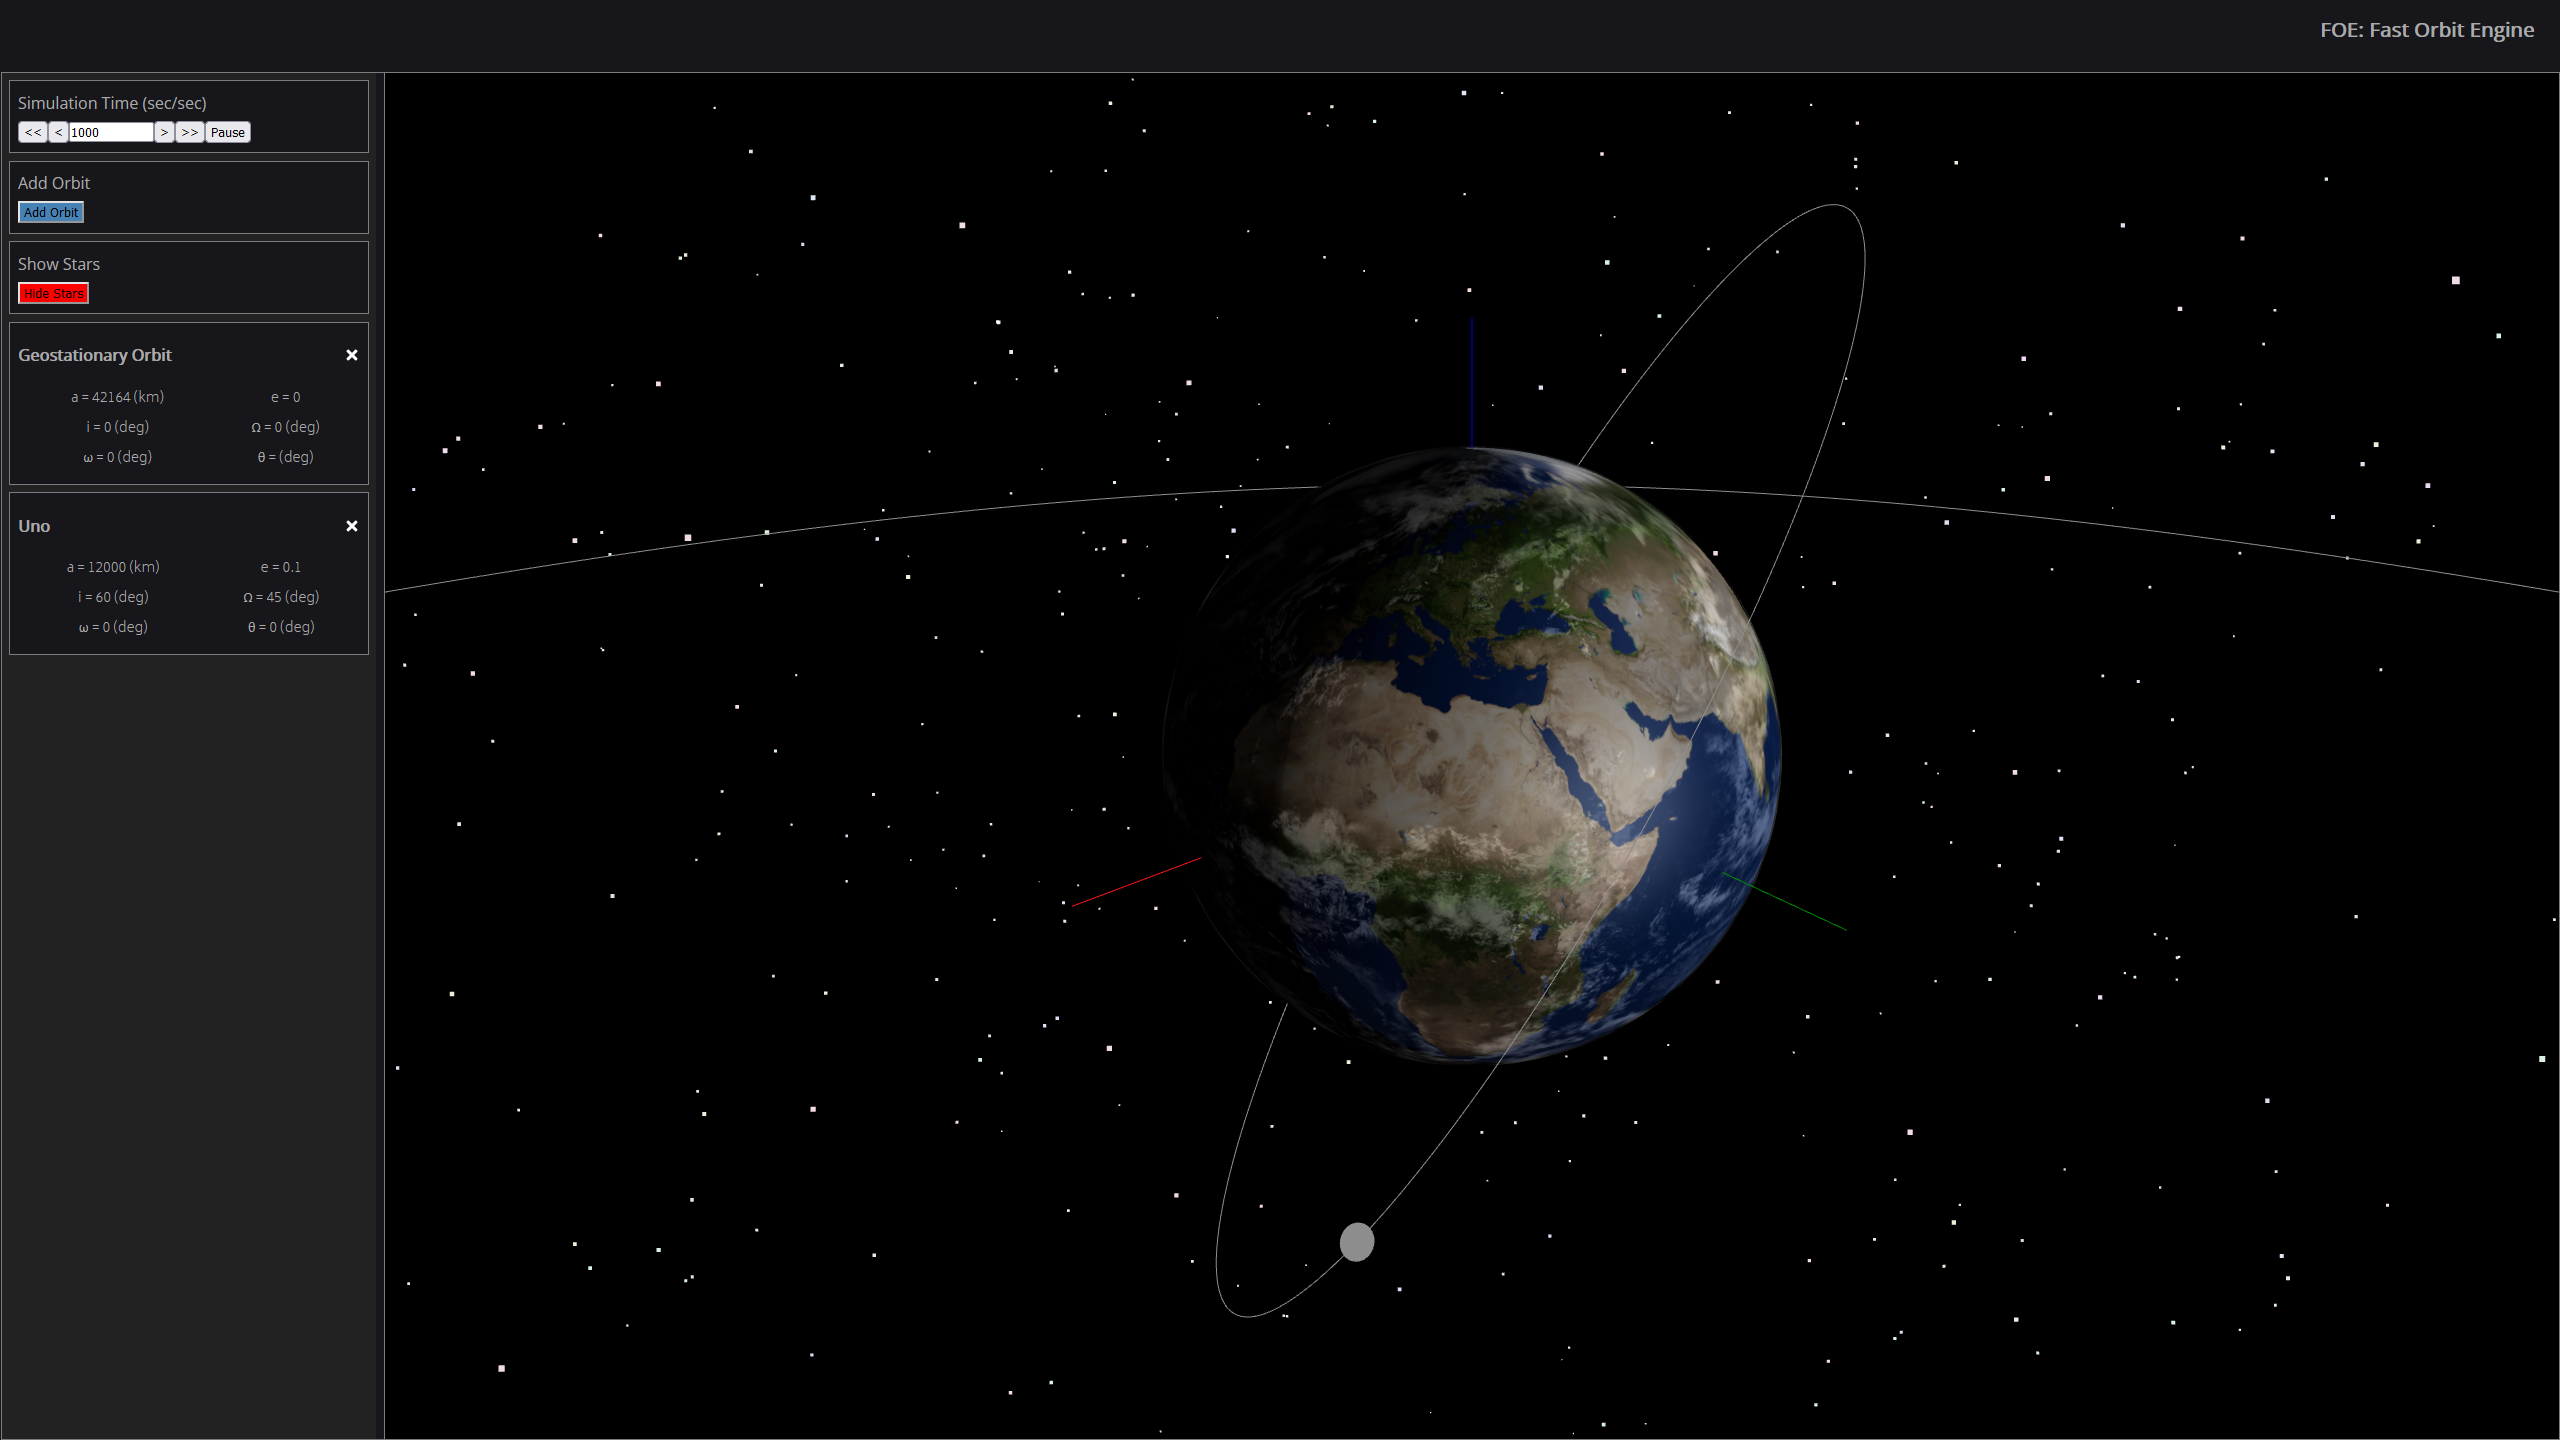 FOE: Fast Orbit Engine
Simulation Time (sec/sec)
<< < 1000 > >> Pause
Add Orbit
Add Orbit
Show Stars
Hide Stars
Geostationary Orbit ×
a = 42164 (km) e = 0
i = 0 (deg) Ω = 0 (deg)
ω = 0 (deg) θ = (deg)
Uno ×
a = 12000 (km) e = 0.1
i = 60 (deg) Ω = 45 (deg)
ω = 0 (deg) θ = 0 (deg)